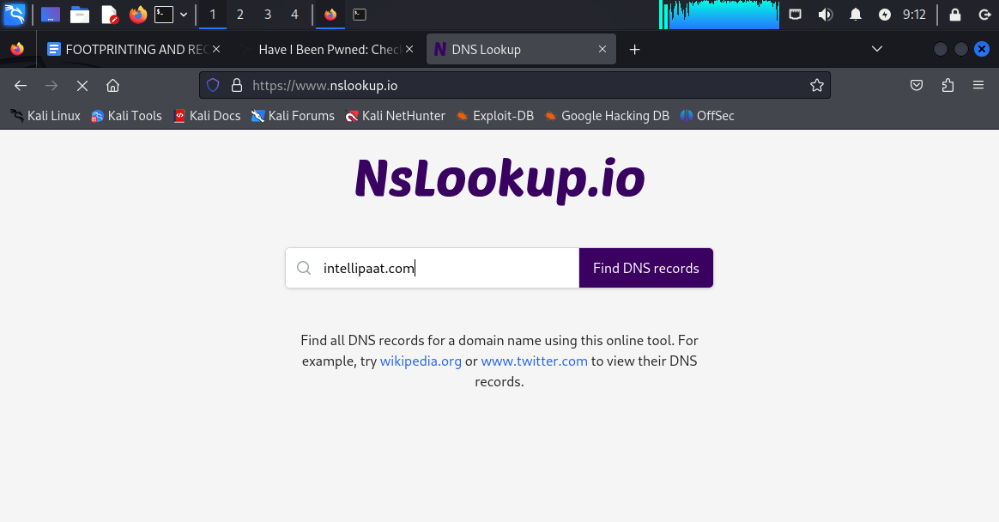 1 2 3 4 9:12
FOOTPRINTING AND REC Have I Been Pwned: Chec DNS Lookup
https://www.nslookup.io
Kali Linux Kali Tools Kali Docs Kali Forums Kali NetHunter Exploit-DB Google Hacking DB OffSec
NsLookup.io
intellipaat.com Find DNS records
Find all DNS records for a domain name using this online tool. For
example, try wikipedia.org or www.twitter.com to view their DNS
records.